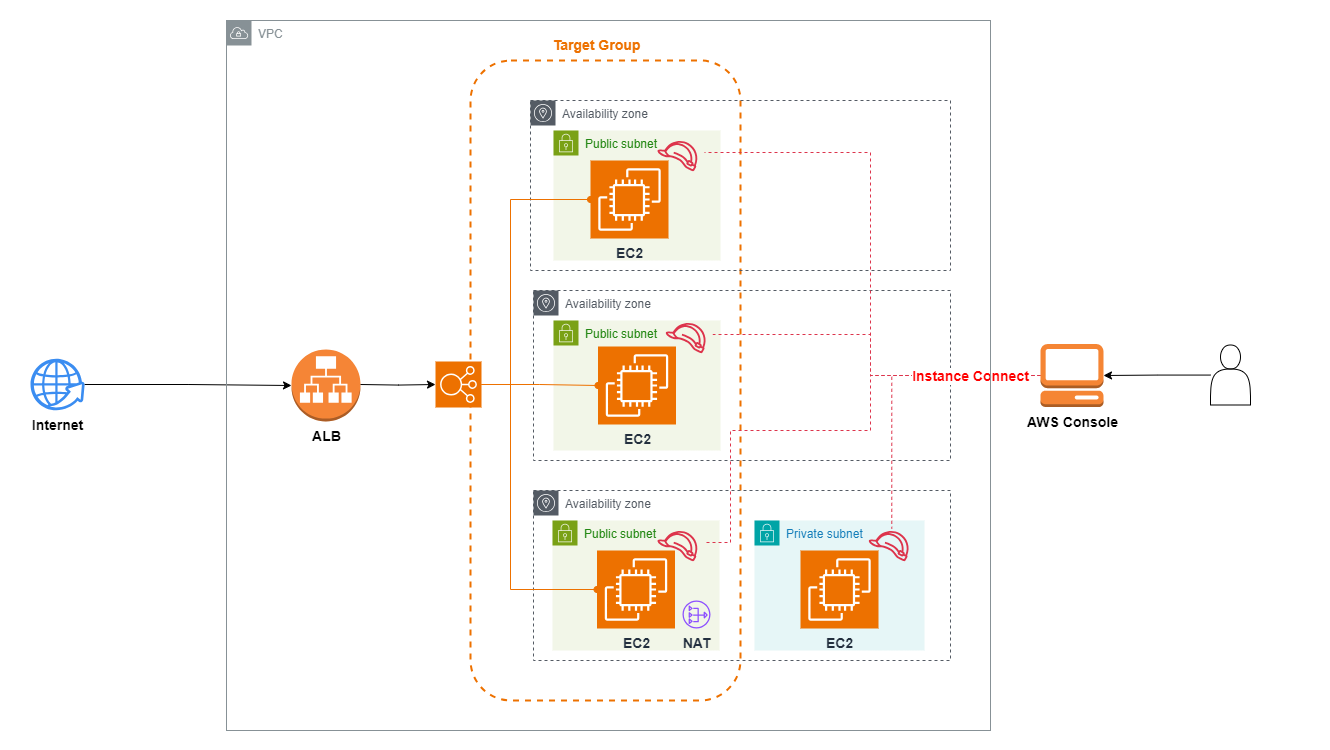 VPC
Target Group
Availability zone
Public subnet
EC2
Availability zone
Public subnet
EC2
Internet
ALB
Instance Connect
AWS Console
Availability zone
Public subnet
EC2
NAT
Private subnet
EC2